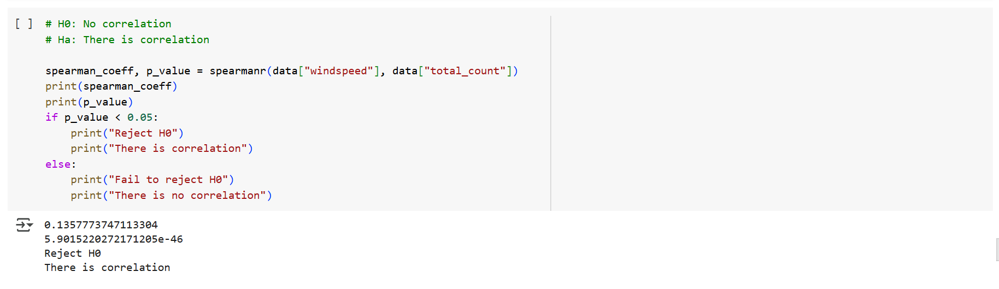 [ ] # H0: No correlation
# Ha: There is correlation
spearman_coeff, p_value = spearmanr(data["windspeed"], data["total_count"])
print(spearman_coeff)
print(p_value)
if p_value < 0.05:
    print("Reject H0")
    print("There is correlation")
else:
    print("Fail to reject H0")
    print("There is no correlation")
0.1357773747113304
5.9015220272171205e-46
Reject H0
There is correlation